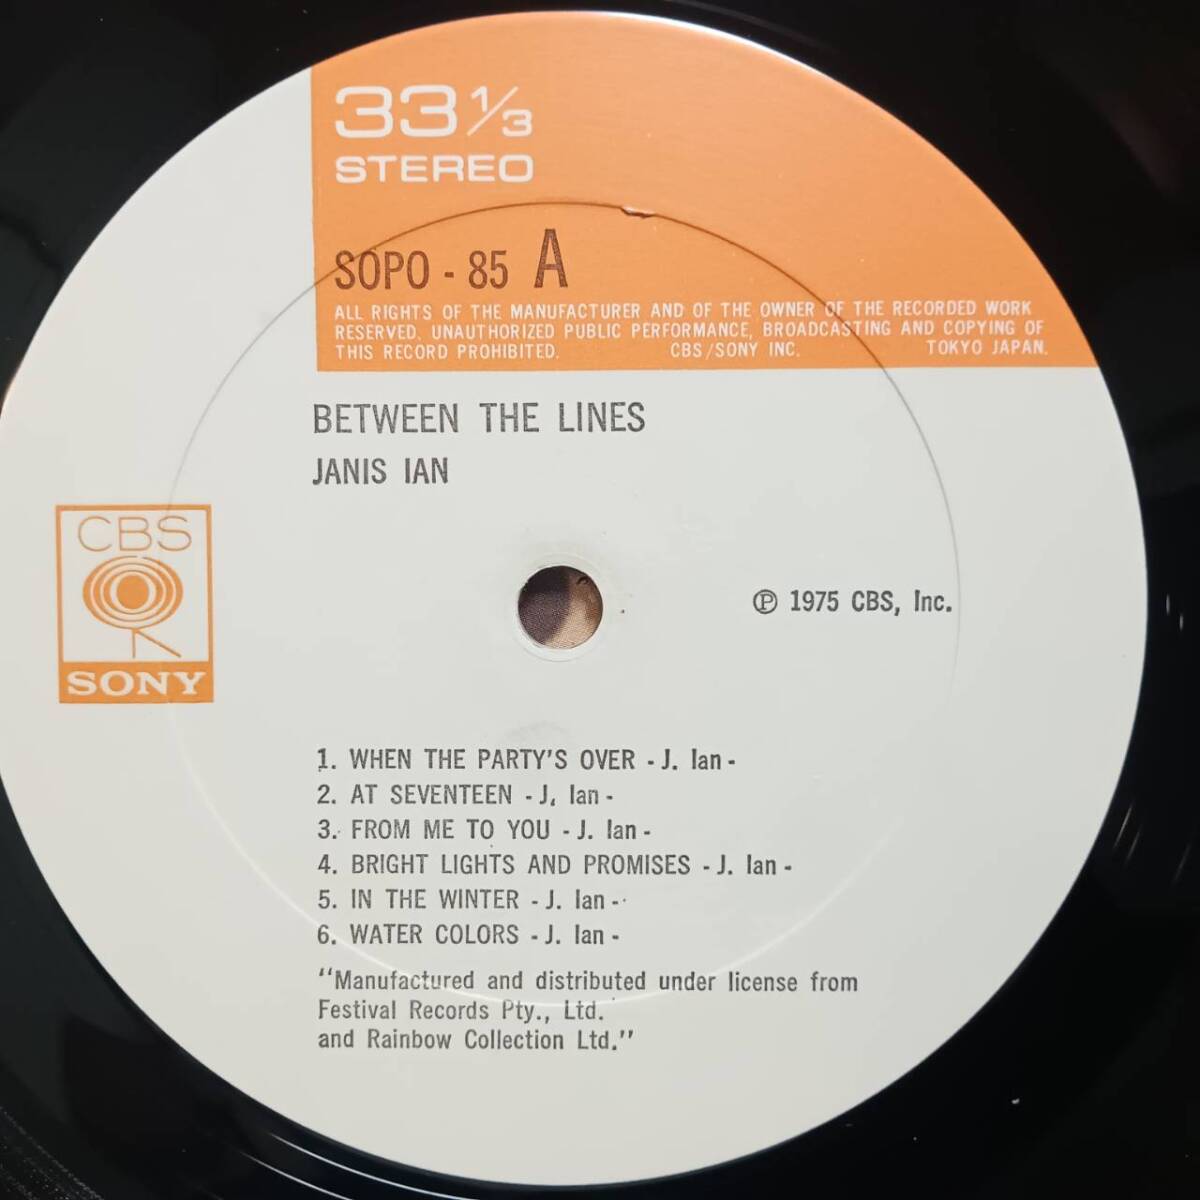 33 1/3
STEREO
SOPO - 85 A
ALL RIGHTS OF THE MANUFACTURER AND OF THE OWNER OF THE RECORDED WORK
RESERVED. UNAUTHORIZED PUBLIC PERFORMANCE, BROADCASTING AND COPYING OF
THIS RECORD PROHIBITED. CBS/SONY INC. TOKYO JAPAN.
BETWEEN THE LINES
JANIS IAN
CBS
SONY
℗ 1975 CBS, Inc.
1. WHEN THE PARTY'S OVER - J. Ian -
2. AT SEVENTEEN - J. Ian -
3. FROM ME TO YOU - J. Ian -
4. BRIGHT LIGHTS AND PROMISES - J. Ian -
5. IN THE WINTER - J. Ian -
6. WATER COLORS - J. Ian -
"Manufactured and distributed under license from
Festival Records Pty., Ltd.
and Rainbow Collection Ltd."